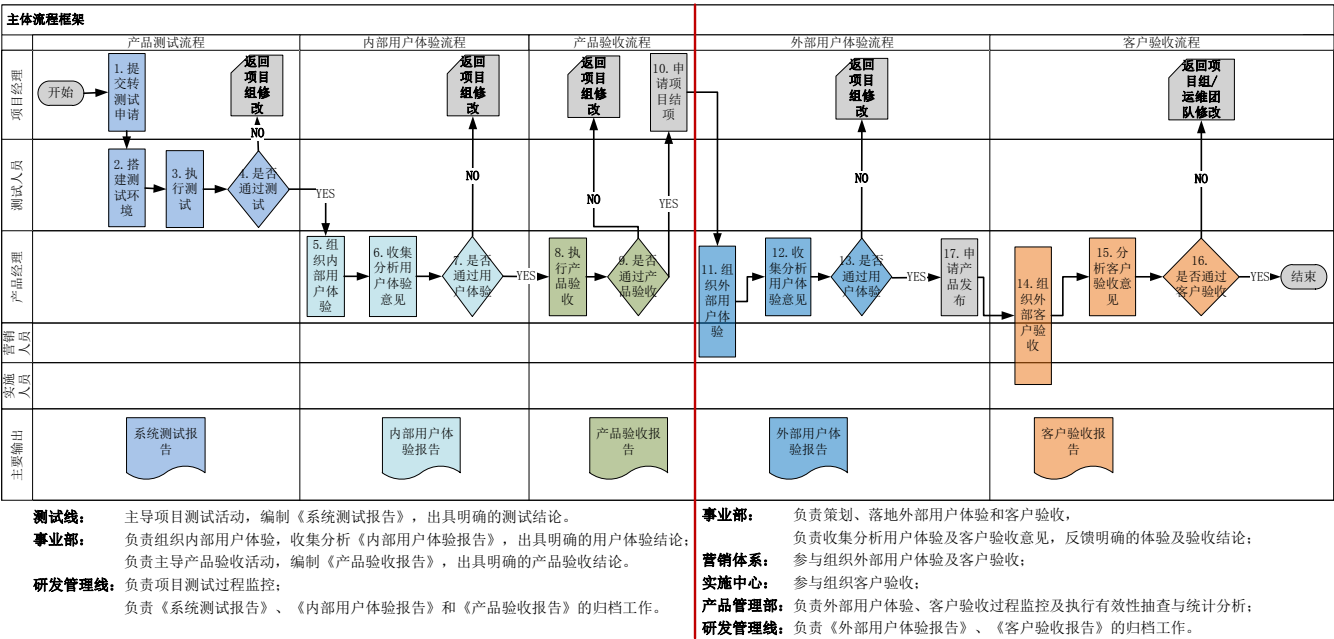 主体流程框架
产品测试流程
内部用户体验流程
产品验收流程
外部用户体验流程
客户验收流程
项目经理
开始
1.提
交转
测试
申请
返回
项目
组修
改
返回
项目
组修
改
返回
项目
组修
改
10.申
请项
目结
项
返回
项目
组修
改
返回项
目组/
运维团
队修改
NO
NO
NO
NO
NO
测试人员
2.搭
建测
试环
境
3.执
行测
试
4.是否
通过测
试
YES
YES
产品经理
5.组
织内
部用
户体
验
6.收集
分析用
户体验
意见
7.是否
通过用
户体验
YES
8.执
行产
品验
收
9.是否
通过产
品验收
11.组
织外
部用
户体
验
12.收
集分析
用户体
验意见
13.是否
通过用
户体验
YES
17.申
请产
品发
布
14.组
织外
部客
户验
收
15.分
析客户
验收意
见
16.
是否通过
客户验收
YES
结束
营销人员
实施人员
主要输出
系统测试报
告
内部用户体
验报告
产品验收报
告
外部用户体
验报告
客户验收报
告
测试线: 主导项目测试活动，编制《系统测试报告》，出具明确的测试结论。
事业部: 负责组织内部用户体验，收集分析《内部用户体验报告》，出具明确的用户体验结论；
负责主导产品验收活动，编制《产品验收报告》，出具明确的产品验收结论。
研发管理线: 负责项目测试过程监控；
负责《系统测试报告》、《内部用户体验报告》和《产品验收报告》的归档工作。
事业部: 负责策划、落地外部用户体验和客户验收，
负责收集分析用户体验及客户验收意见，反馈明确的体验及验收结论；
营销体系: 参与组织外部用户体验及客户验收；
实施中心: 参与组织客户验收；
产品管理部: 负责外部用户体验、客户验收过程监控及执行有效性抽查与统计分析；
研发管理线: 负责《外部用户体验报告》、《客户验收报告》的归档工作。